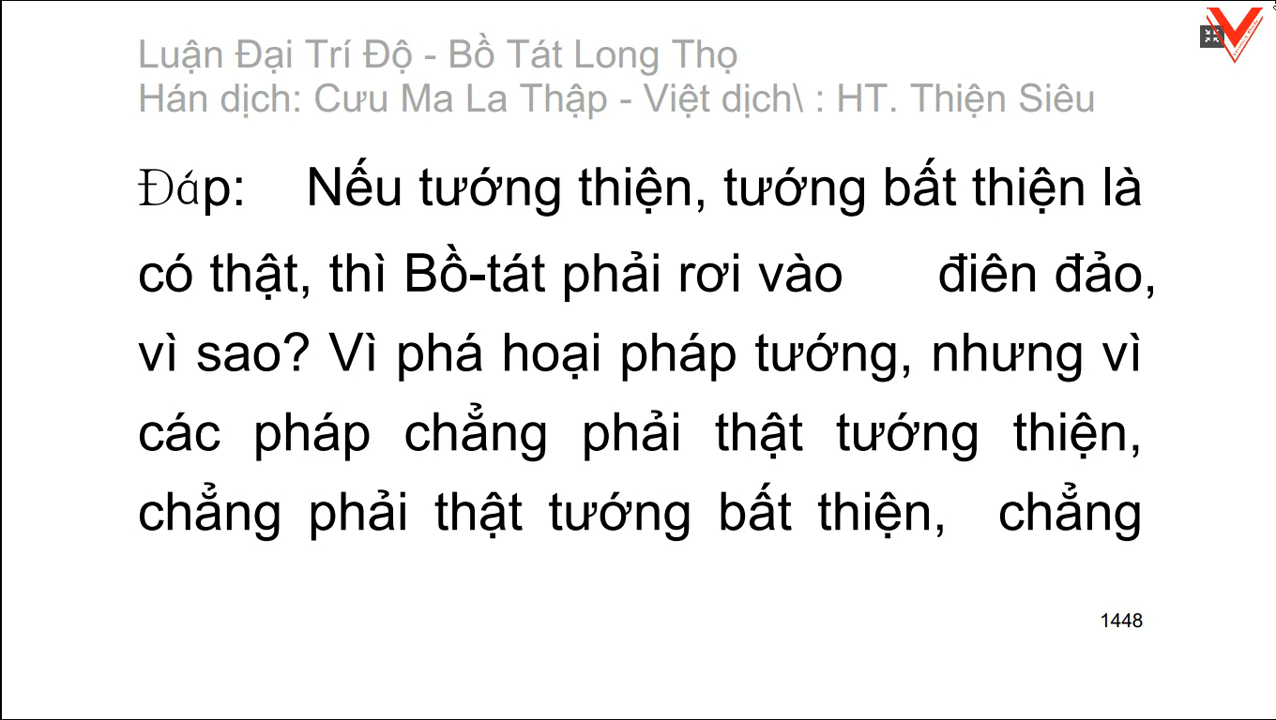 Luận Đại Trí Độ - Bồ Tát Long Thọ
Hán dịch: Cưu Ma La Thập - Việt dịch\ : HT. Thiện Siêu
Đáp: Nếu tướng thiện, tướng bất thiện là
có thật, thì Bồ-tát phải rơi vào điên đảo,
vì sao? Vì phá hoại pháp tướng, nhưng vì
các pháp chẳng phải thật tướng thiện,
chẳng phải thật tướng bất thiện, chẳng
1448